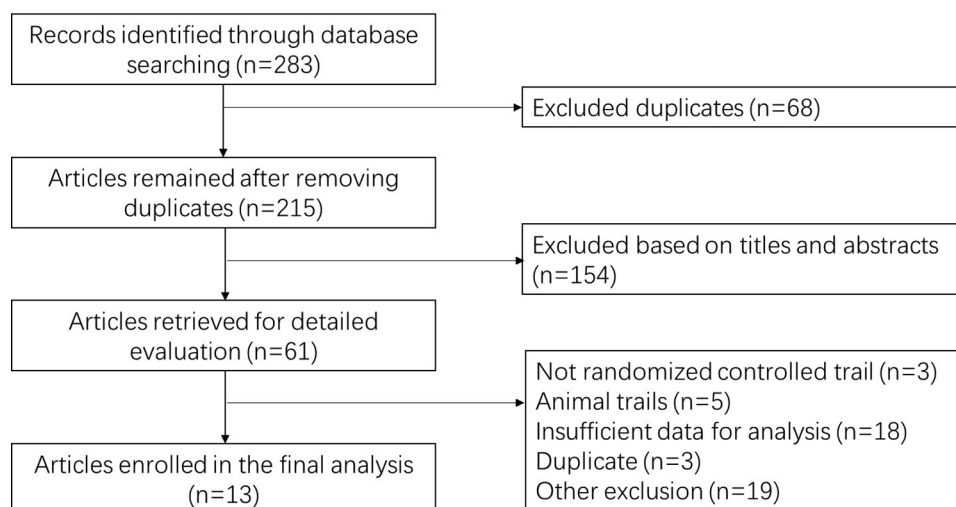 Records identified through database
searching (n=283)
Excluded duplicates (n=68)
Articles remained after removing
duplicates (n=215)
Excluded based on titles and abstracts
(n=154)
Articles retrieved for detailed
evaluation (n=61)
Not randomized controlled trail (n=3)
Animal trails (n=5)
Insufficient data for analysis (n=18)
Duplicate (n=3)
Other exclusion (n=19)
Articles enrolled in the final analysis
(n=13)